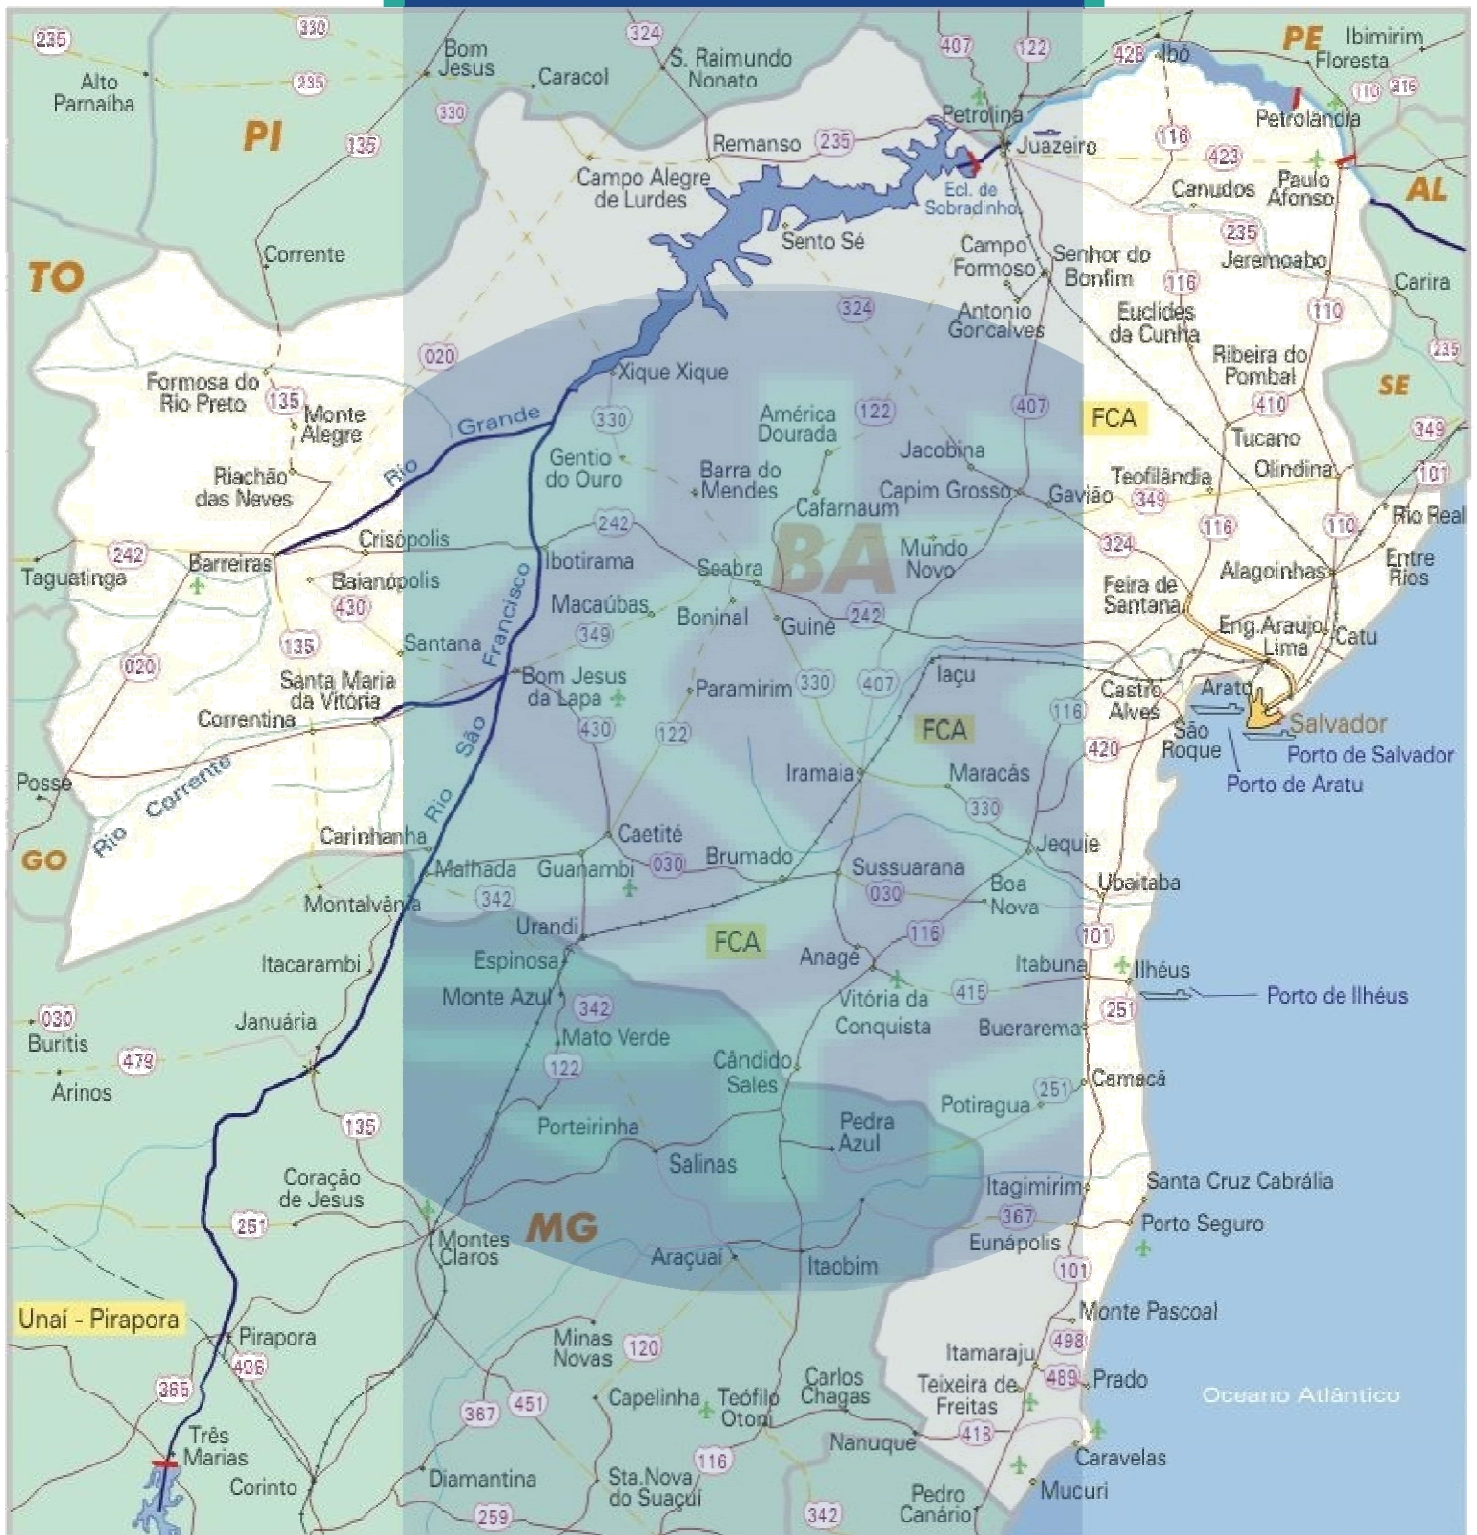 330
324
235
407
122
428
Ibó
PE
Ibimirim
Floresta
Bom
Jesus
S. Raimundo
Nonato
Alto
Parnaíba
235
Caracol
330
110
316
PI
135
Petrolina
Petrolândia
Remanso
235
Juazeiro
116
423
Campo Alegre
de Lurdes
Ecl. de
Sobradinho
Canudos
Paulo
Afonso
AL
Sento Sé
235
Corrente
Campo
Formoso
Senhor do
Bonfim
Jeremoabo
TO
116
Carira
324
Antonio
Goncalves
Euclides
da Cunha
110
020
Ribeira do
Pombal
235
Xique Xique
Formosa do
Rio Preto
135
SE
Monte
Alegre
Rio
Grande
330
América
Dourada
122
407
FCA
410
349
Tucano
Gentio
do Ouro
Jacobina
Riachão
das Neves
Barra do
Mendes
Capim Grosso
Gavião
Teofilândia
349
Olindina
101
Cafarnaum
Rio Real
242
116
110
Crisópolis
324
242
Barreiras
Ibotirama
BA
Mundo
Novo
Entre
Rios
Taguatinga
Baianópolis
Seabra
Feira de
Santana
Alagoinhas
430
Macaúbas
Boninal
Guiné
242
349
Eng.Araujo
Lima
Catu
135
Santana
020
Santa Maria
da Vitória
Bom Jesus
da Lapa
Paramirim
330
407
Iaçu
Castro
Alves
Correntina
Rio São Francisco
430
122
116
FCA
São
Roque
Salvador
420
Porto de Salvador
Posse
Rio Corrente
Iramaia
Maracás
Porto de Aratu
330
Carinhanha
Caetité
Jequie
GO
Malhada
Guanambi
030
Brumado
Sussuarana
342
030
Boa
Nova
Ubaitaba
Montalvânia
Urandi
FCA
116
101
Itacarambi
Espinosa
Anagé
Itabuna
Ilhéus
Monte Azul
342
Vitória da
Conquista
415
251
Porto de Ilhéus
030
Januária
Buritis
Mato Verde
Buerarema
479
122
Cândido
Sales
Arinos
251
Camacã
135
Porteirinha
Pedra
Azul
Potiragua
Coração
de Jesus
Salinas
Itagimirim
Santa Cruz Cabrália
251
MG
367
Porto Seguro
Montes
Claros
Araçuaí
Itaobim
Eunápolis
101
Unaí - Pirapora
Monte Pascoal
Pirapora
Minas
Novas
120
498
Itamaraju
365
Carlos
Chagas
Teixeira de
Freitas
489
Prado
451
Capelinha
Teófilo
Otoni
Oceano Atlântico
367
418
Três
Marias
Nanuque
Caravelas
116
Corinto
Diamantina
Sta.Nova
do Suaçuí
Mucuri
259
342
Pedro
Canário